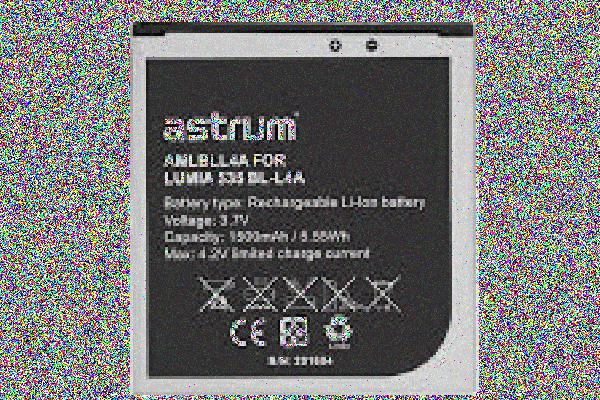 astrum
AMLBLL4A FOR
LUMIA 535 BL-L4A
Battery type: Rechargeable Li-Ion battery
Voltage: 3.7V
Capacity: 1500mAh / 5.55Wh
Max: 4.2V limited charge current
CE
S/N: